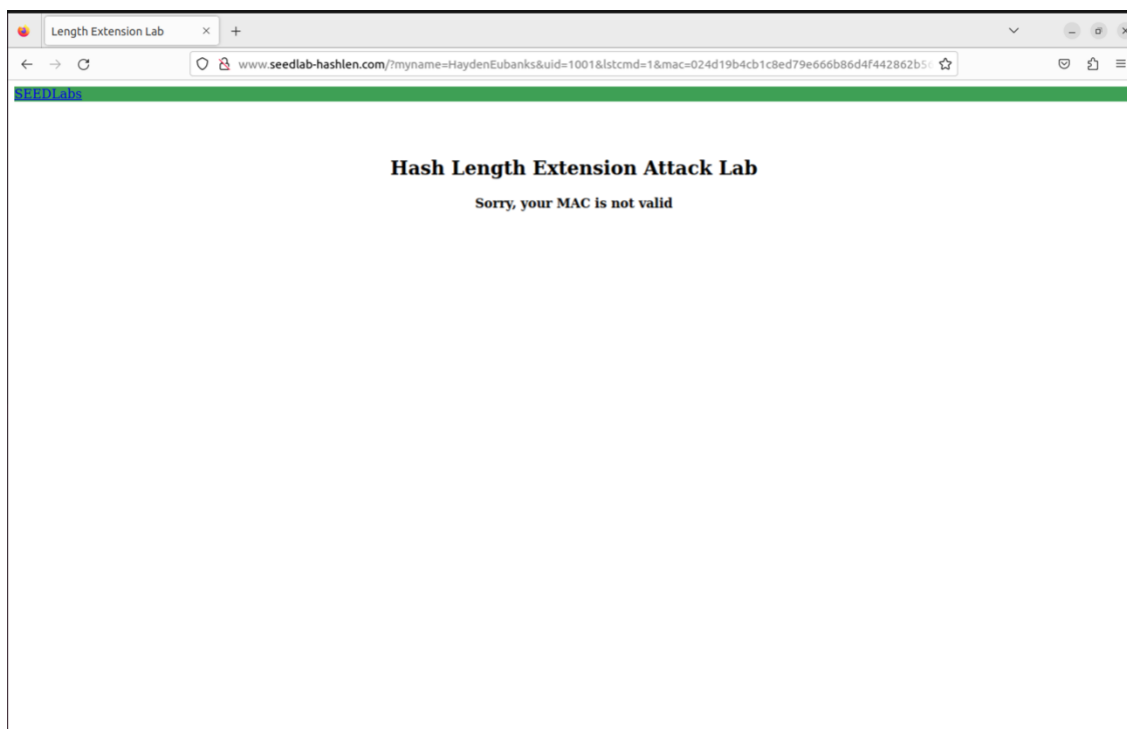 Length Extension Lab
www.seedlab-hashlen.com/?myname=HaydenEubanks&uid=1001&lstcmd=1&mac=024d19b4cb1c8ed79e666b86d4f442862b5
SEEDLabs
Hash Length Extension Attack Lab
Sorry, your MAC is not valid